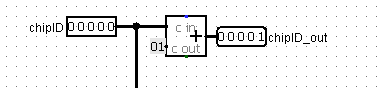 chipID 00000 c in 00001 chipID_out
01 c out +